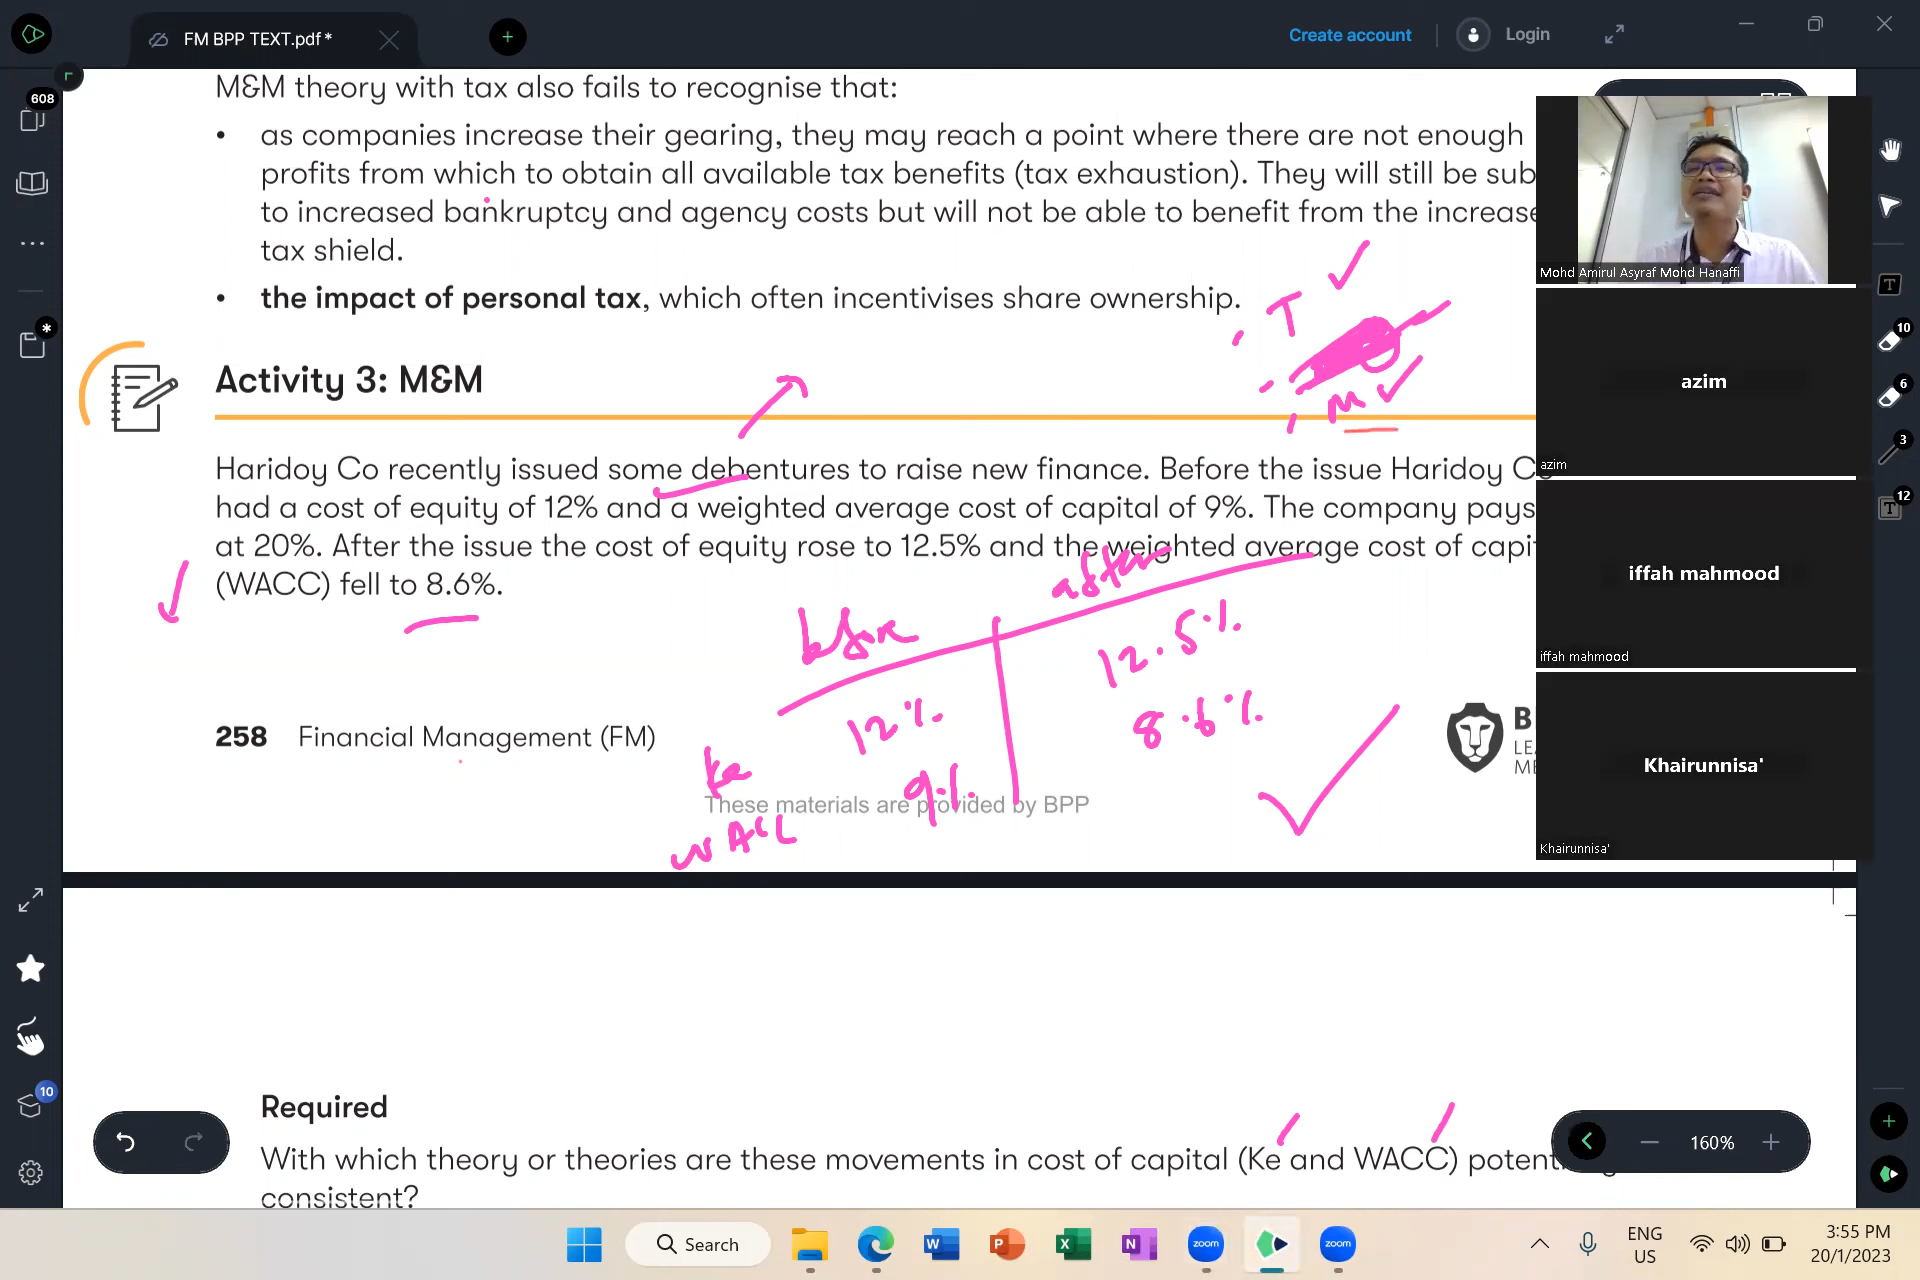 FM BPP TEXT.pdf *
Create account
Login
608
M&M theory with tax also fails to recognise that:
• as companies increase their gearing, they may reach a point where there are not enough
profits from which to obtain all available tax benefits (tax exhaustion). They will still be sub
to increased bankruptcy and agency costs but will not be able to benefit from the increase
tax shield.
• the impact of personal tax, which often incentivises share ownership.
T
M
Activity 3: M&M
Haridoy Co recently issued some debentures to raise new finance. Before the issue Haridoy C
had a cost of equity of 12% and a weighted average cost of capital of 9%. The company pays
at 20%. After the issue the cost of equity rose to 12.5% and the weighted average cost of capi
(WACC) fell to 8.6%.
before
after
12.5%
12%
8.6%
ke
9%
WACC
258 Financial Management (FM)
B
LE
ME
These materials are provided by BPP
Mohd Amirul Asyraf Mohd Hanaffi
azim
azim
iffah mahmood
iffah mahmood
Khairunnisa'
Khairunnisa'
T
10
6
3
12
T
10
Required
With which theory or theories are these movements in cost of capital (Ke and WACC) potent
consistent?
160%
Search
zoom
zoom
ENG
US
3:55 PM
20/1/2023